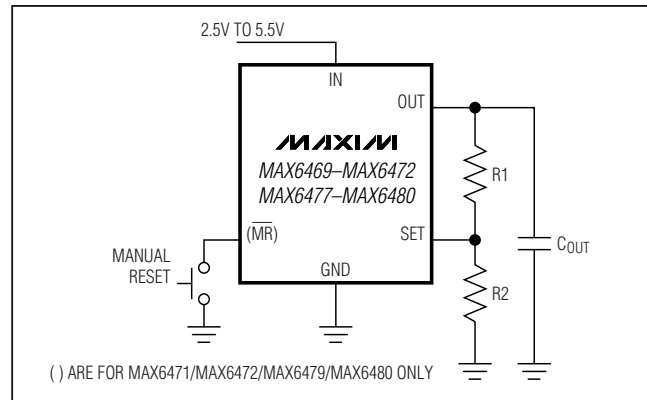 2.5V TO 5.5V
IN
OUT
MAXIM
MAX6469–MAX6472
MAX6477–MAX6480
R1
(M̅R̅)
SET
COUT
MANUAL
RESET
GND
R2
( ) ARE FOR MAX6471/MAX6472/MAX6479/MAX6480 ONLY